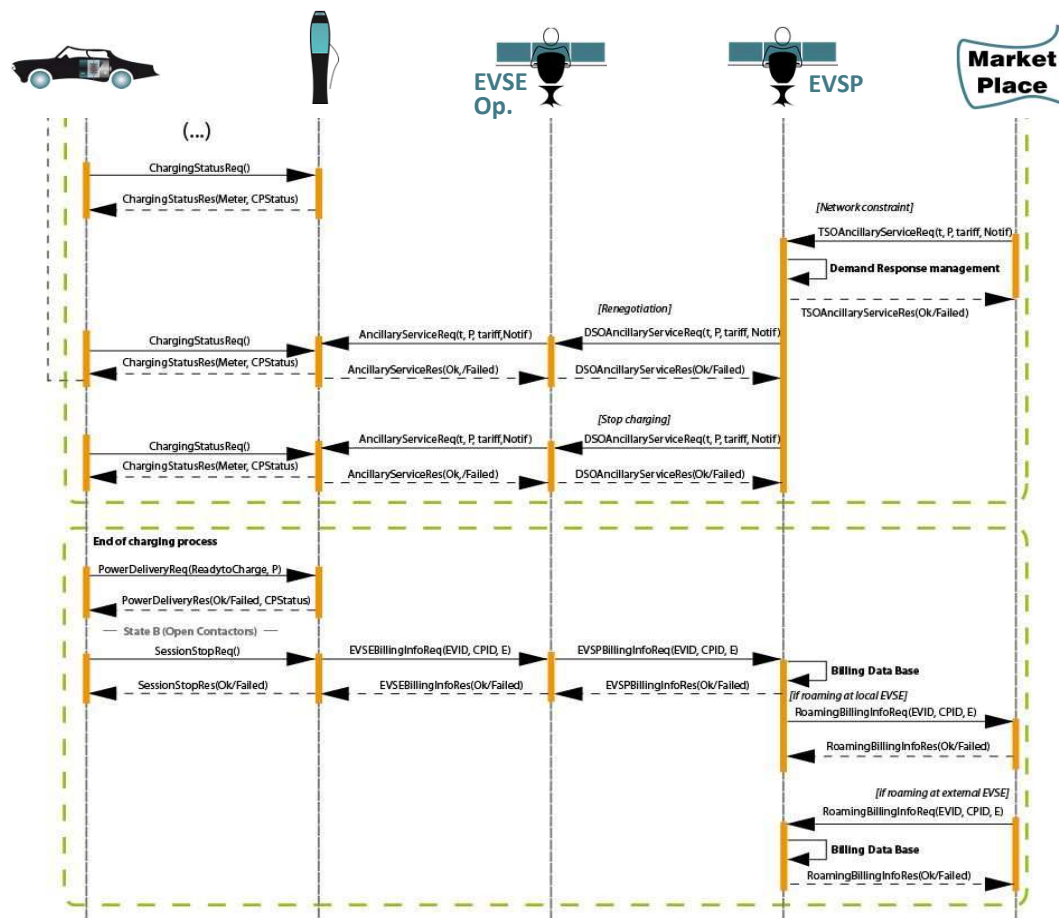 EVSE
Op.
EVSP
Market
Place
(...)
ChargingStatusReq()
ChargingStatusRes(Meter, CPStatus)
[Network constraint]
TSOAncillaryServiceReq(t, P, tariff, Notif)
Demand Response management
TSOAncillaryServiceRes(Ok/Failed)
[Renegotiation]
ChargingStatusReq()
AncillaryServiceReq(t, P, tariff,Notif)
DSOAncillaryServiceReq(t, P, tariff, Notif)
ChargingStatusRes(Meter, CPStatus)
AncillaryServiceRes(Ok,/Failed)
DSOAncillaryServiceRes(Ok/Failed)
[Stop charging]
ChargingStatusReq()
AncillaryServiceReq(t, P, tariff,Notif)
DSOAncillaryServiceReq(t, P, tariff, Notif)
ChargingStatusRes(Meter, CPStatus)
AncillaryServiceRes(Ok,/Failed)
DSOAncillaryServiceRes(Ok/Failed)
End of charging process
PowerDeliveryReq(ReadytoCharge, P)
PowerDeliveryRes(Ok/Failed, CPStatus)
State B (Open Contactors)
SessionStopReq()
EVSEBillingInfoReq(EVID, CPID, E)
EVSPBillingInfoReq(EVID, CPID, E)
Billing Data Base
SessionStopRes(Ok/Failed)
EVSEBillingInfoRes(Ok/Failed)
EVSPBillingInfoRes(Ok/Failed)
[if roaming at local EVSE]
RoamingBillingInfoReq(EVID, CPID, E)
RoamingBillingInfoRes(Ok/Failed)
[if roaming at external EVSE]
RoamingBillingInfoReq(EVID, CPID, E)
Billing Data Base
RoamingBillingInfoRes(Ok/Failed)